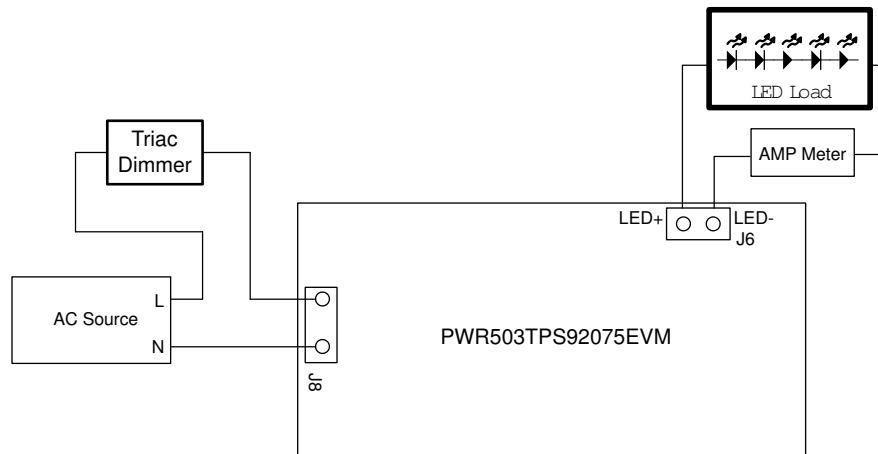 LED Load
Triac
Dimmer
AMP Meter
LED+
LED-
J6
L
AC Source
N
PWR503TPS92075EVM
J8